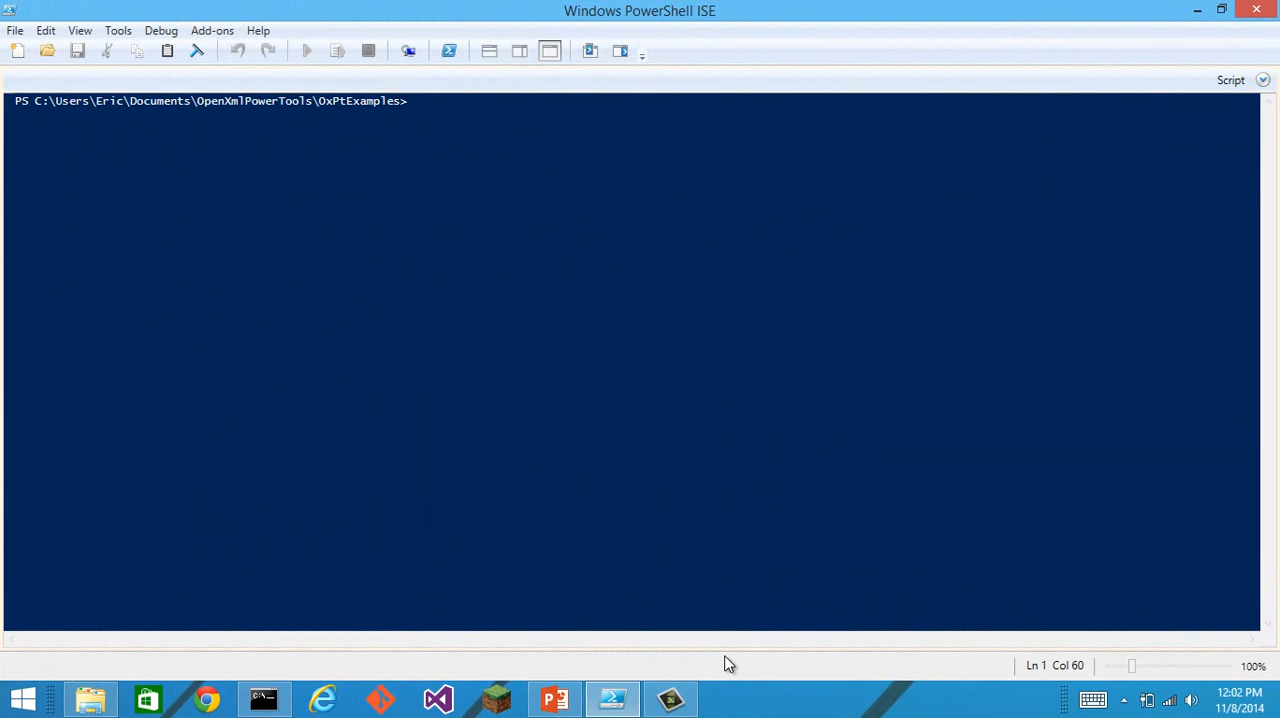 Windows PowerShell ISE
File Edit View Tools Debug Add-ons Help
Script
PS C:\Users\Eric\Documents\OpenXmlPowerTools\OxPtExamples>
Ln 1 Col 60 100%
12:02 PM
11/8/2014